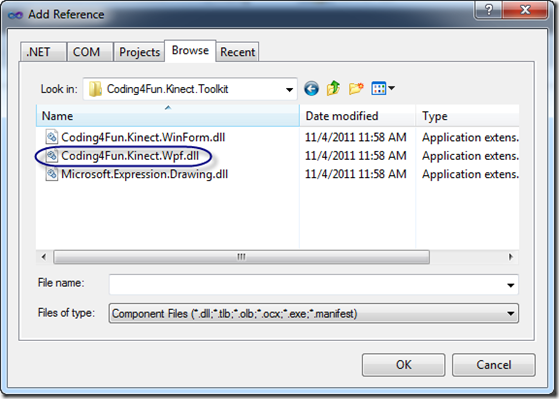 Add Reference
.NET COM Projects Browse Recent
Look in: Coding4Fun.Kinect.Toolkit
Name Date modified Type
Coding4Fun.Kinect.WinForm.dll 11/4/2011 11:58 AM Application extens.
Coding4Fun.Kinect.Wpf.dll 11/4/2011 11:58 AM Application extens.
Microsoft.Expression.Drawing.dll 11/4/2011 11:58 AM Application extens.
File name:
Files of type: Component Files (*.dll;*.tlb;*.olb;*.ocx;*.exe;*.manifest)
OK Cancel